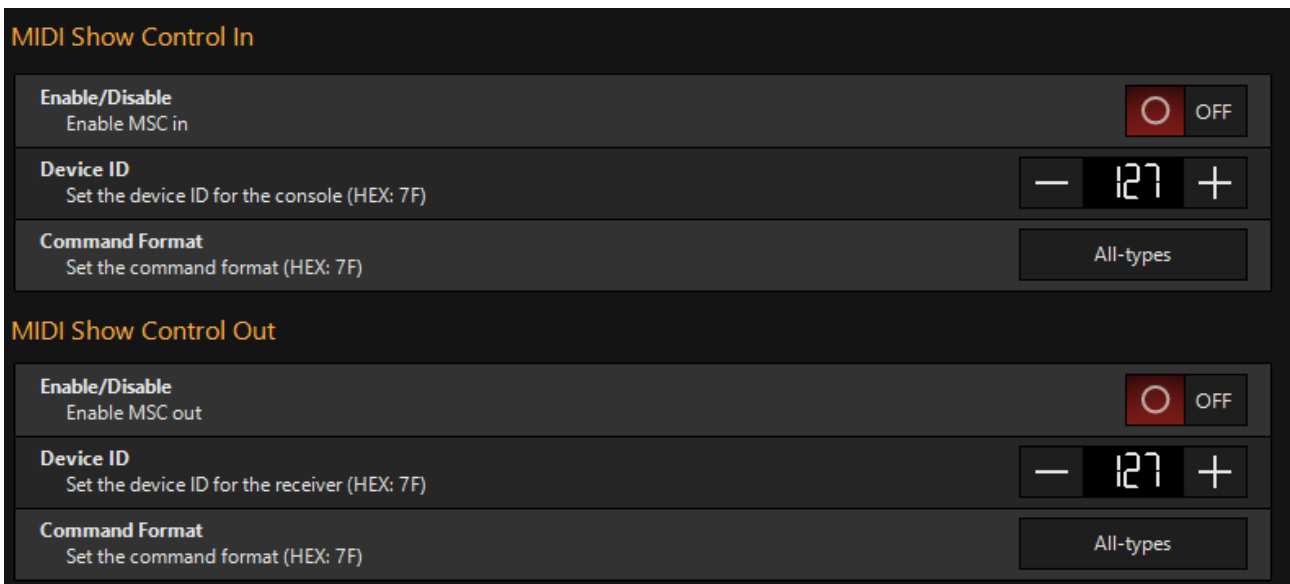 MIDI Show Control In
Enable/Disable
Enable MSC in
OFF
Device ID
Set the device ID for the console (HEX: 7F)
— 127 +
Command Format
Set the command format (HEX: 7F)
All-types
MIDI Show Control Out
Enable/Disable
Enable MSC out
OFF
Device ID
Set the device ID for the receiver (HEX: 7F)
— 127 +
Command Format
Set the command format (HEX: 7F)
All-types